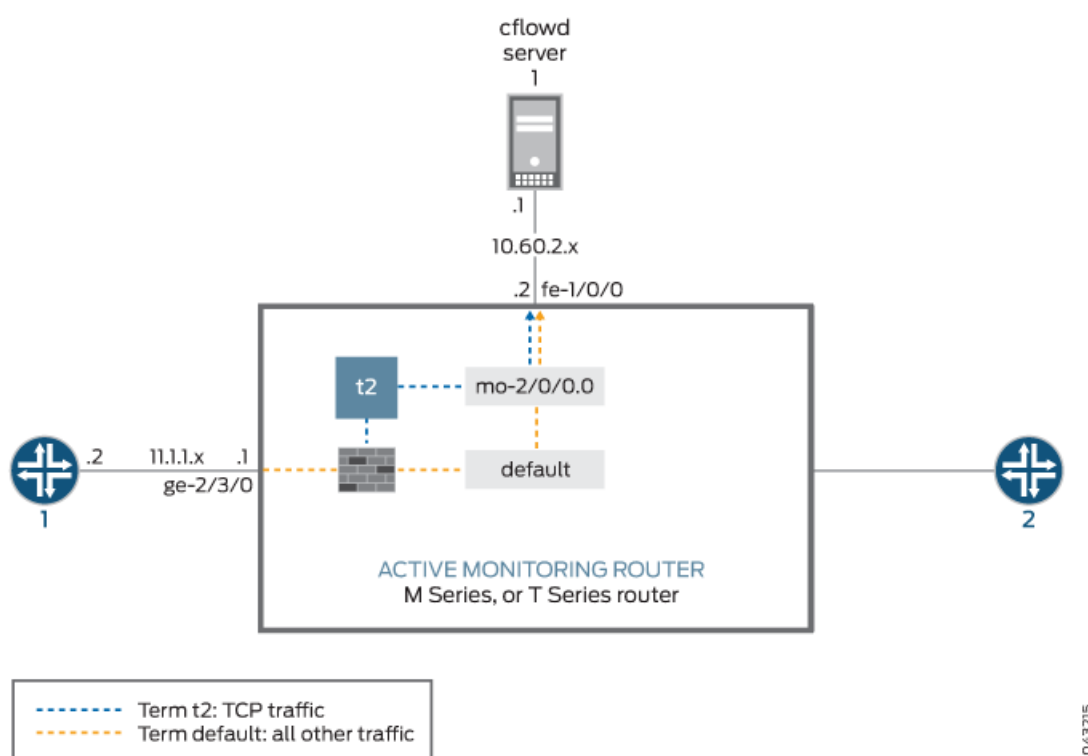 cflowd
server
1
.1
10.60.2.x
.2 fe-1/0/0
t2
mo-2/0/0.0
.2 11.1.1.x .1
ge-2/3/0
default
1
2
ACTIVE MONITORING ROUTER
M Series, or T Series router
Term t2: TCP traffic
Term default: all other traffic